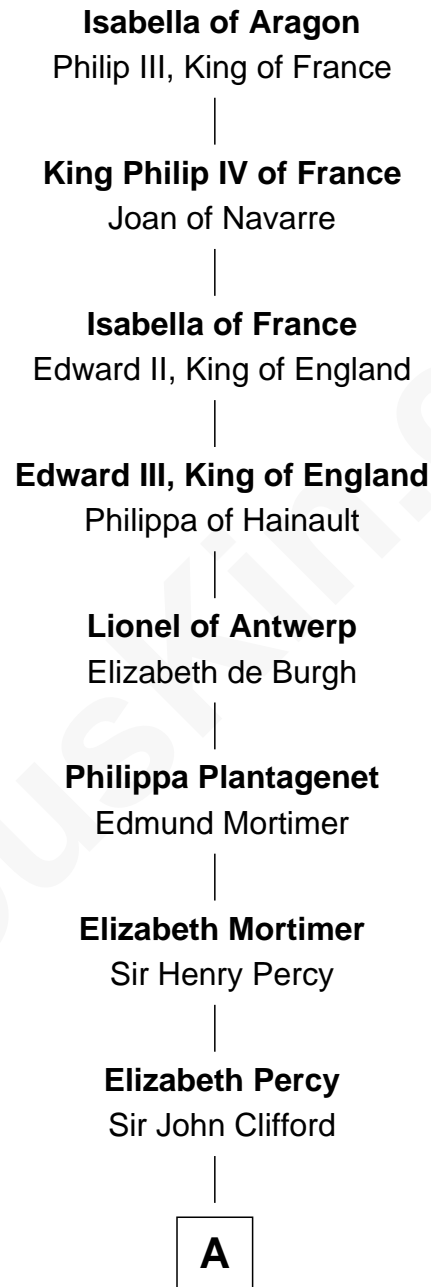 Isabella of Aragon
Philip III, King of France
King Philip IV of France
Joan of Navarre
Isabella of France
Edward II, King of England
Edward III, King of England
Philippa of Hainault
Lionel of Antwerp
Elizabeth de Burgh
Philippa Plantagenet
Edmund Mortimer
Elizabeth Mortimer
Sir Henry Percy
Elizabeth Percy
Sir John Clifford
A